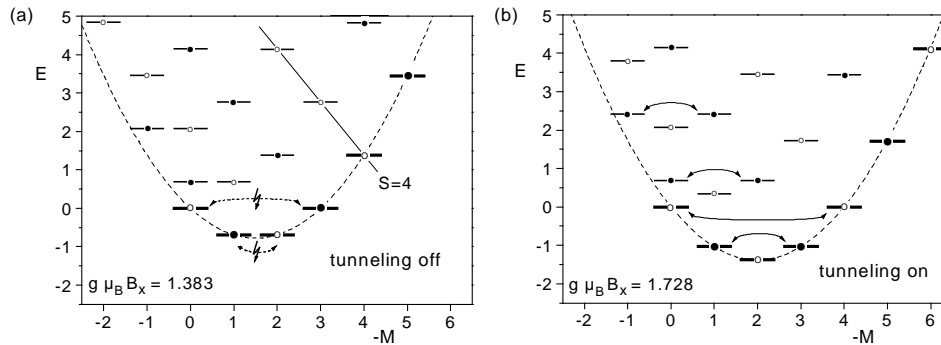 (a)
5
4
E
3
2
1
0
-1
-2
S=4
tunneling off
g μB Bx = 1.383
-2 -1 0 1 2 3 4 5 6
-M
(b)
5
E
4
3
2
1
0
-1
-2
tunneling on
g μB Bx = 1.728
-2 -1 0 1 2 3 4 5 6
-M